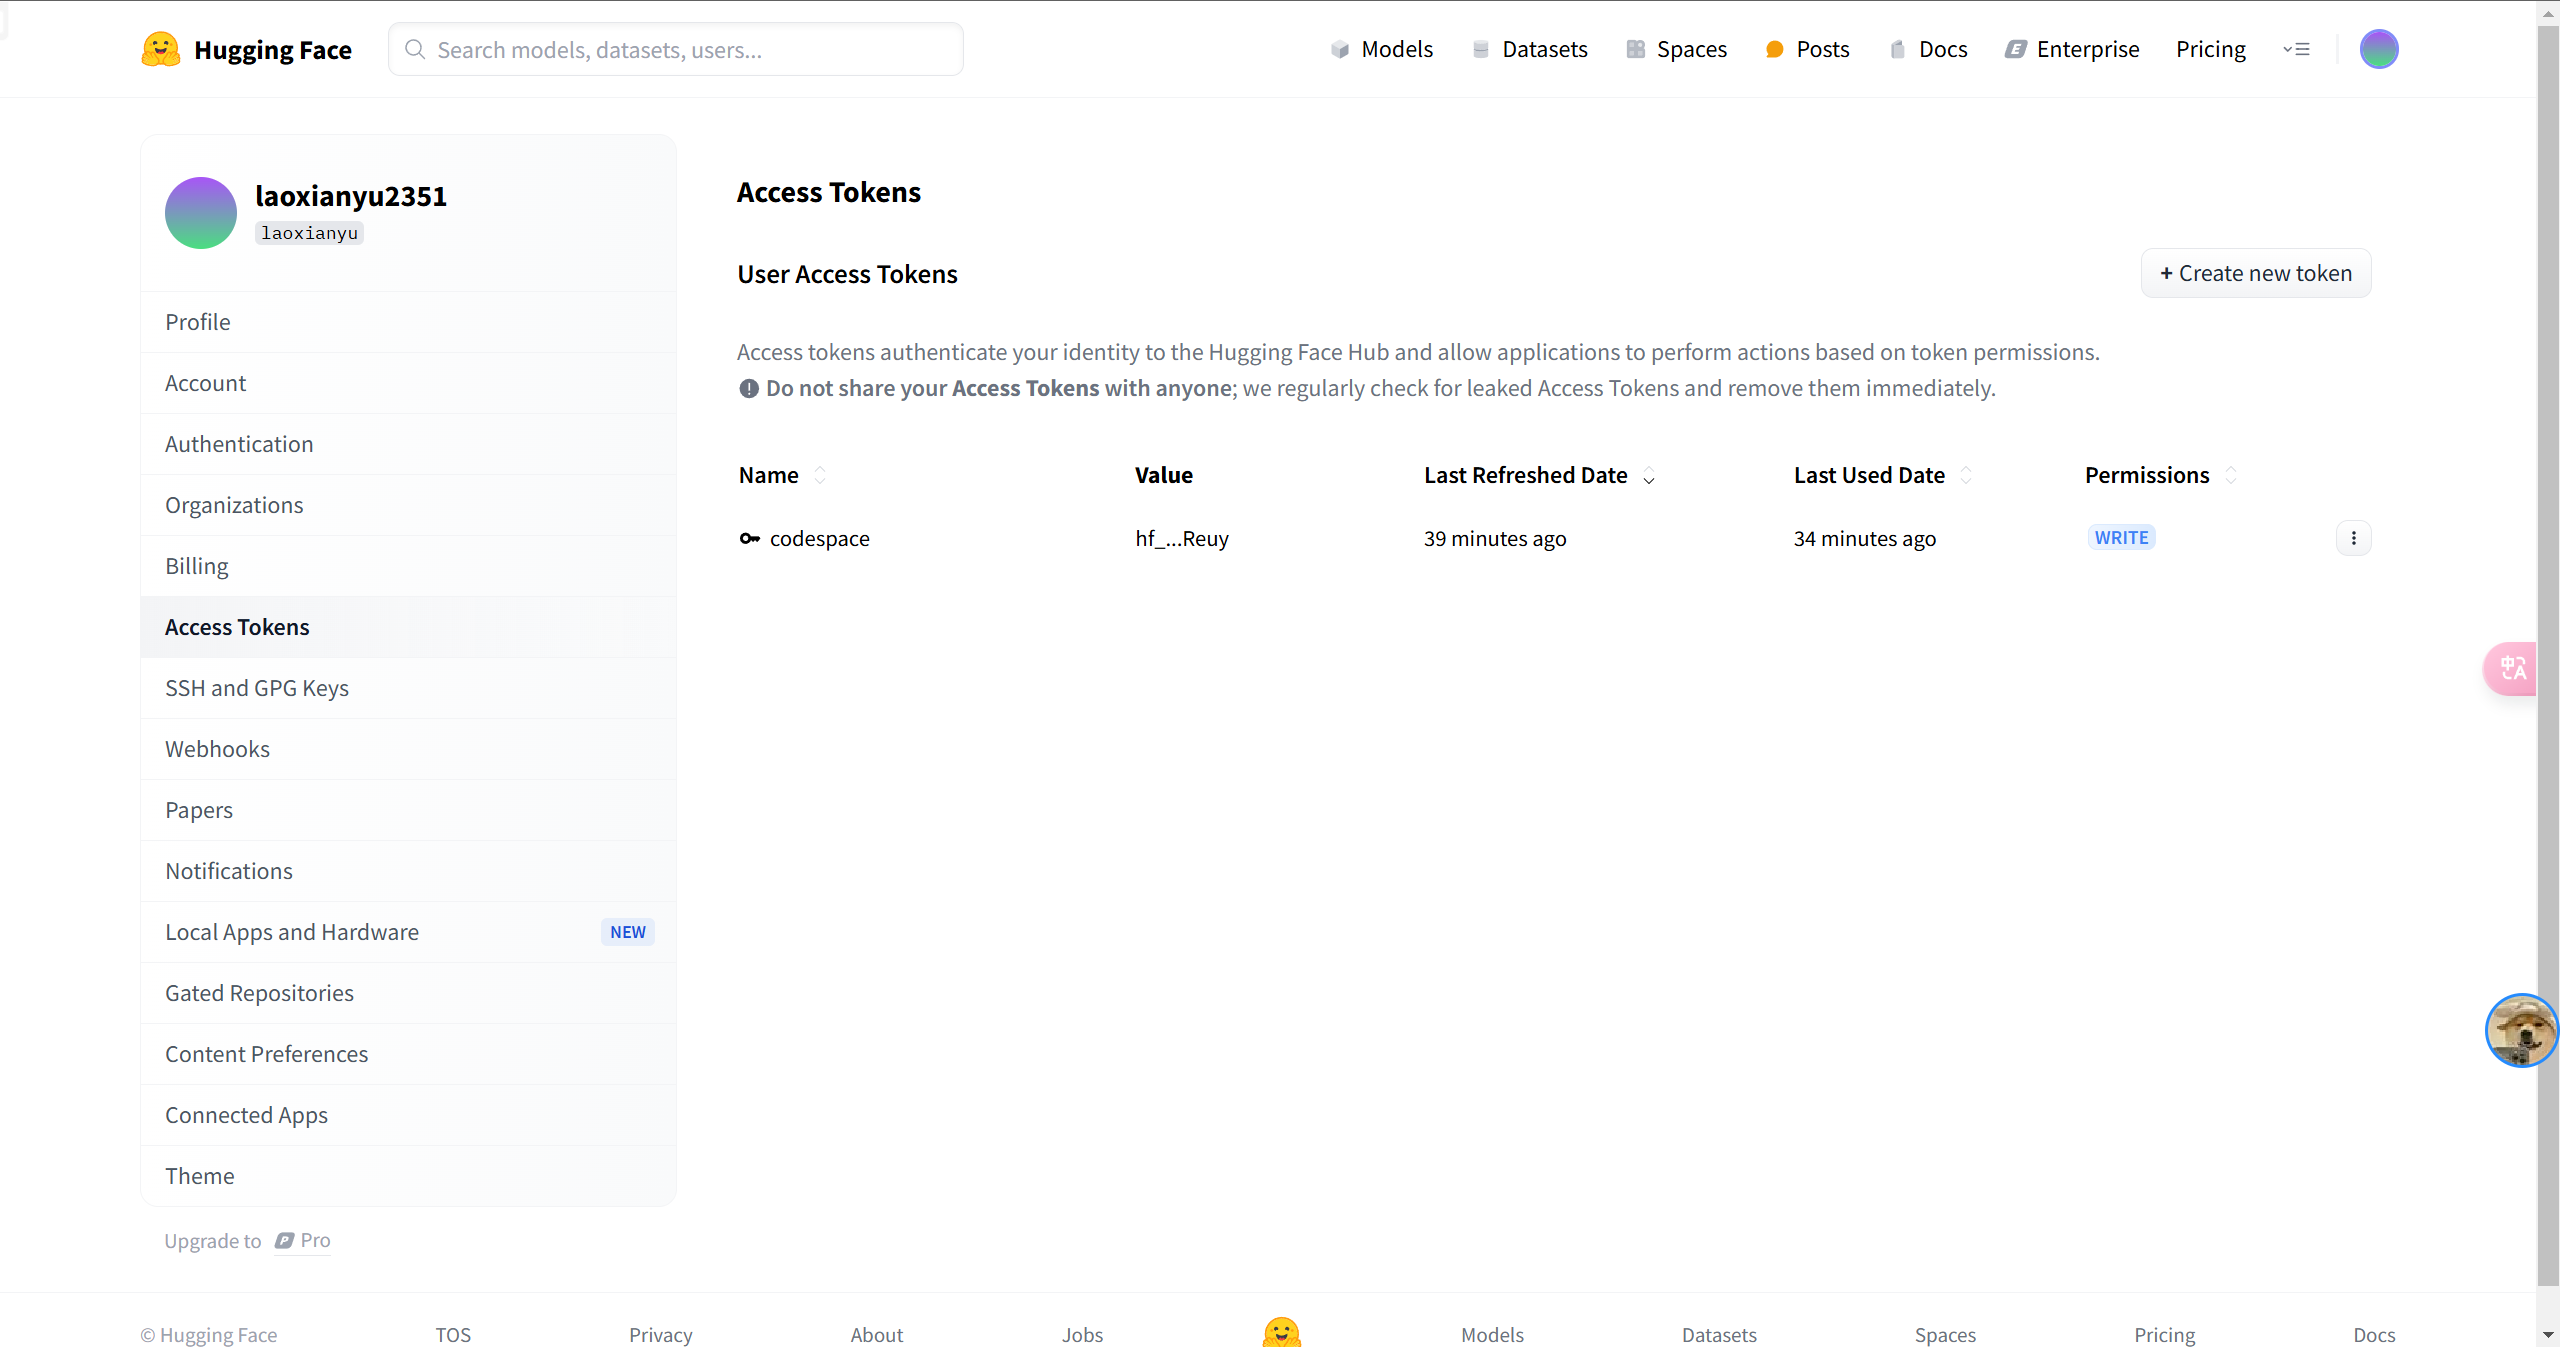 Hugging Face
Search models, datasets, users...
Models
Datasets
Spaces
Posts
Docs
Enterprise
Pricing
laoxianyu2351
laoxianyu
Profile
Account
Authentication
Organizations
Billing
Access Tokens
SSH and GPG Keys
Webhooks
Papers
Notifications
Local Apps and Hardware NEW
Gated Repositories
Content Preferences
Connected Apps
Theme
Upgrade to P Pro
Access Tokens
User Access Tokens
+ Create new token
Access tokens authenticate your identity to the Hugging Face Hub and allow applications to perform actions based on token permissions.
Do not share your Access Tokens with anyone; we regularly check for leaked Access Tokens and remove them immediately.
Name Value Last Refreshed Date Last Used Date Permissions
codespace hf_...Reuy 39 minutes ago 34 minutes ago WRITE
中A
© Hugging Face TOS Privacy About Jobs Models Datasets Spaces Pricing Docs